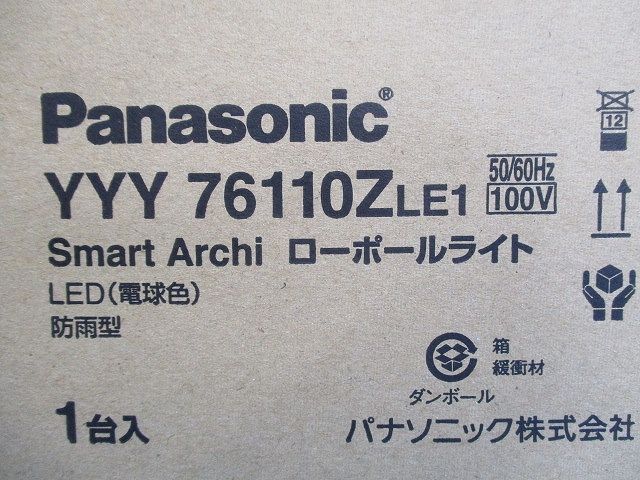 Panasonic®
YYY 76110ZLE1 50/60Hz 100V
Smart Archi ローポールライト
LED(電球色)
防雨型
12
箱
緩衝材
ダンボール
1台入
パナソニック株式会社